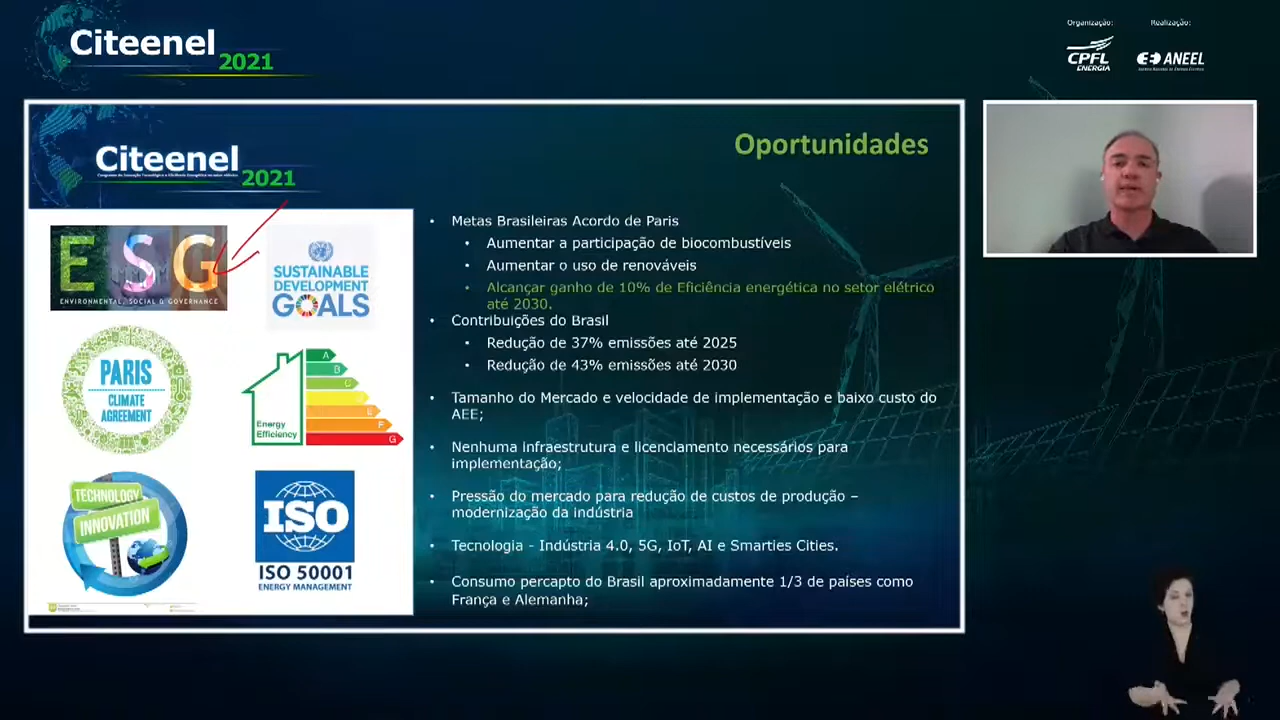 Citeenel
2021
Organização:
Realização:
CPFL
ENERGIA
ANEEL
Citeenel
2021
Oportunidades
ESG
ENVIRONMENTAL, SOCIAL & GOVERNANCE
SUSTAINABLE
DEVELOPMENT
GOALS
PARIS
CLIMATE
AGREEMENT
A
B
C
D
E
F
G
Energy
Efficiency
TECHNOLOGY
INNOVATION
ISO
ISO 50001
ENERGY MANAGEMENT
• Metas Brasileiras Acordo de Paris
• Aumentar a participação de biocombustíveis
• Aumentar o uso de renováveis
• Alcançar ganho de 10% de Eficiência energética no setor elétrico
até 2030.
• Contribuições do Brasil
• Redução de 37% emissões até 2025
• Redução de 43% emissões até 2030
• Tamanho do Mercado e velocidade de implementação e baixo custo do
AEE;
• Nenhuma infraestrutura e licenciamento necessários para
implementação;
• Pressão do mercado para redução de custos de produção –
modernização da indústria
• Tecnologia - Indústria 4.0, 5G, IoT, AI e Smarties Cities.
• Consumo percapto do Brasil aproximadamente 1/3 de países como
França e Alemanha;